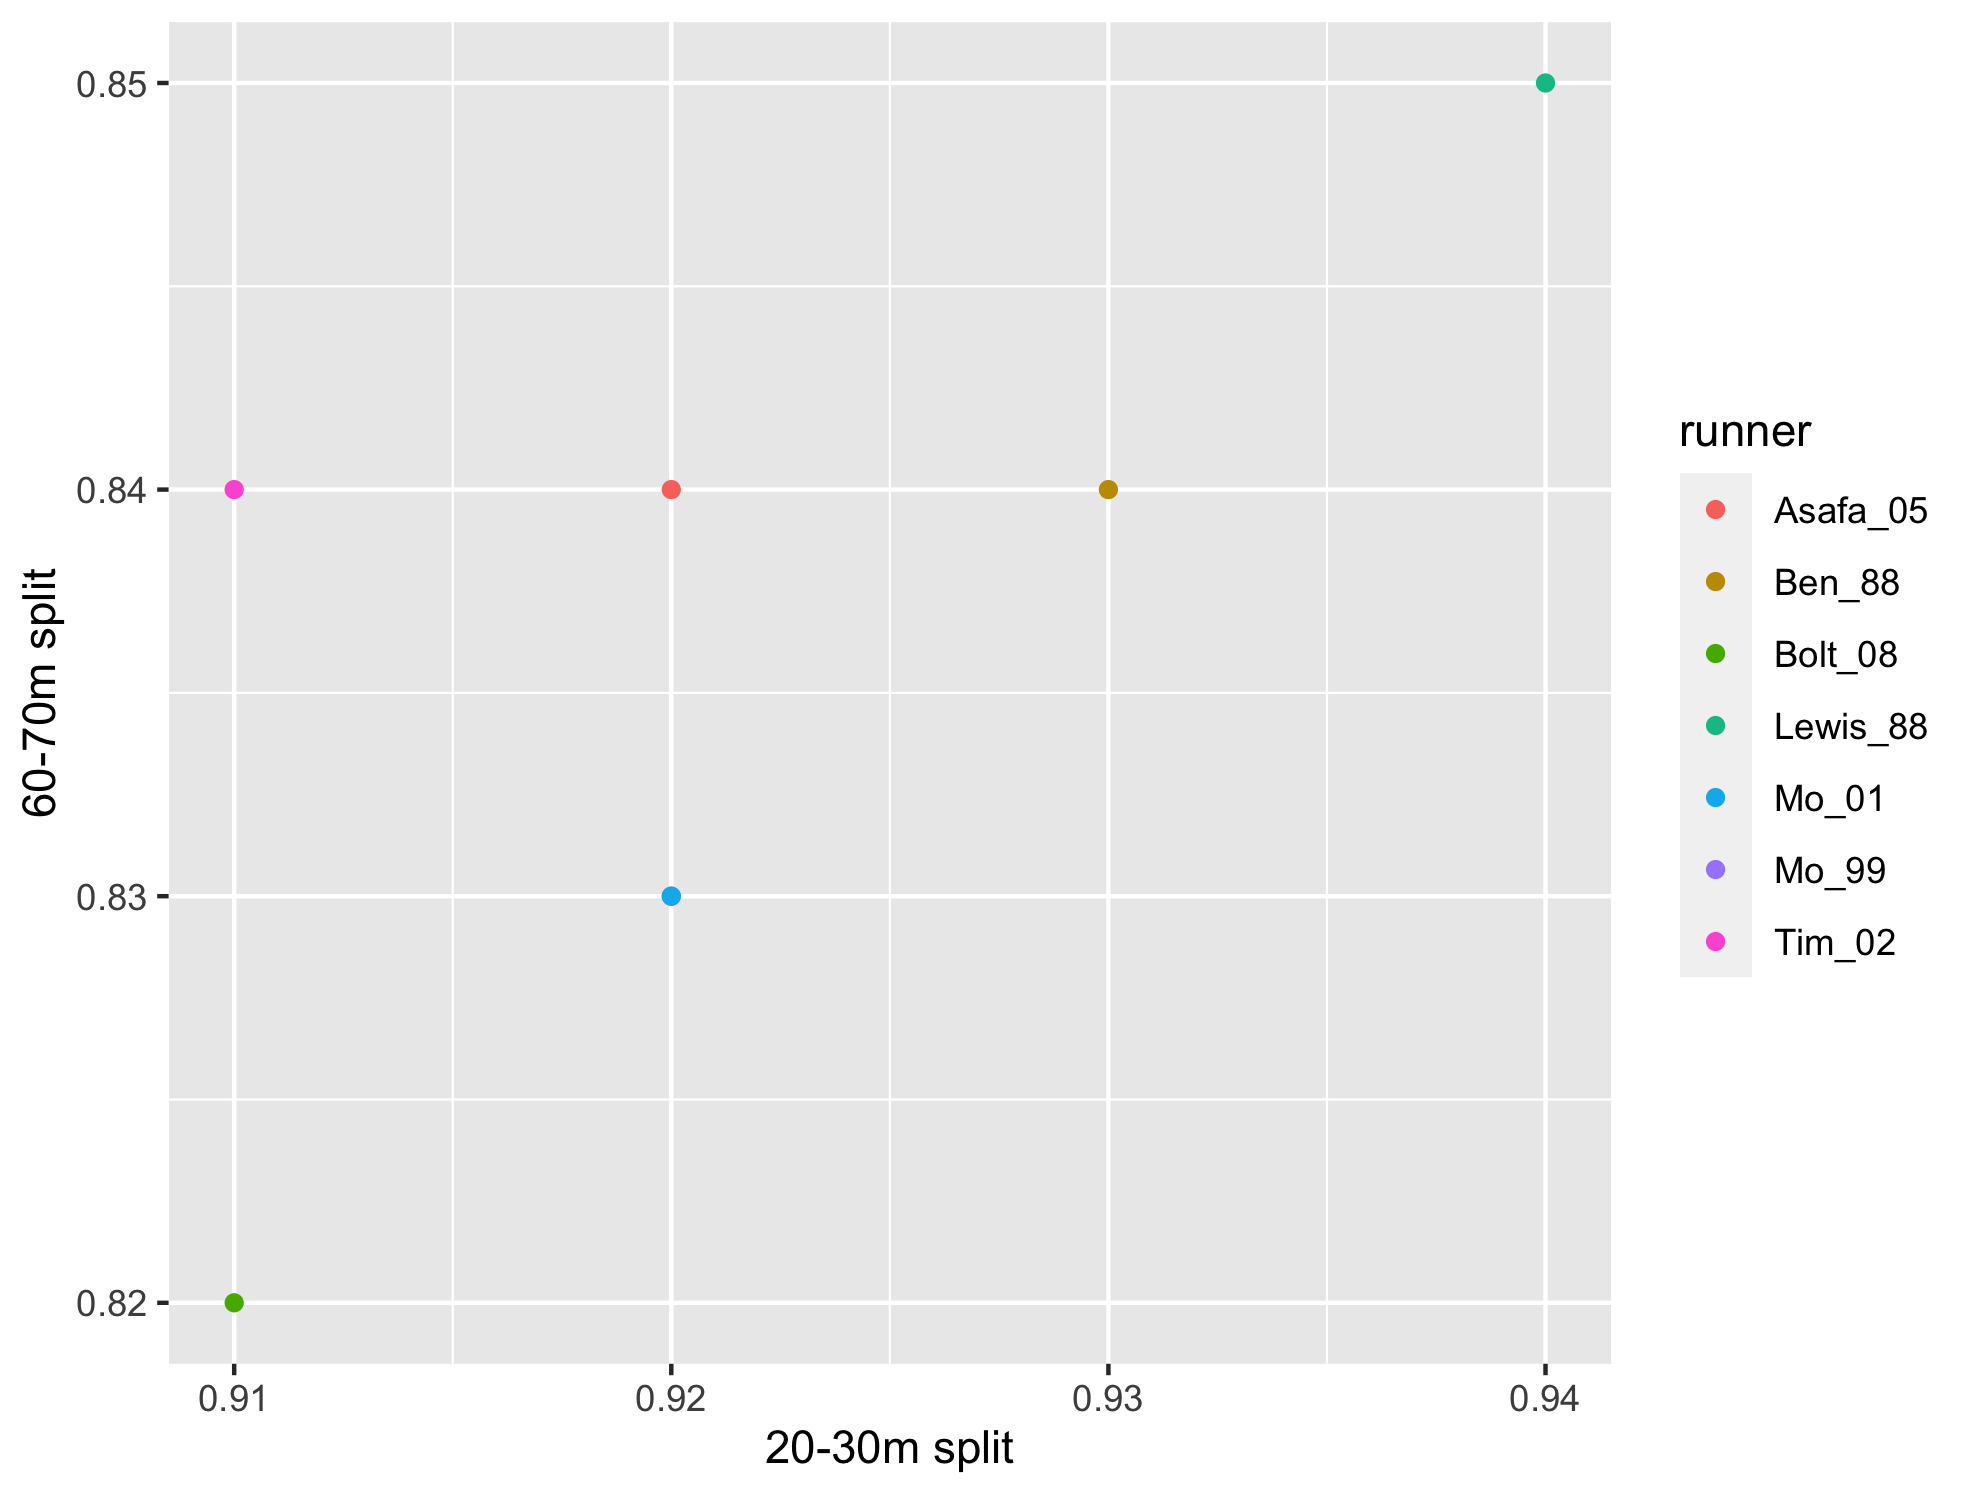 0.85
0.84
0.83
0.82
60-70m split
0.91 0.92 0.93 0.94
20-30m split
runner
Asafa_05
Ben_88
Bolt_08
Lewis_88
Mo_01
Mo_99
Tim_02